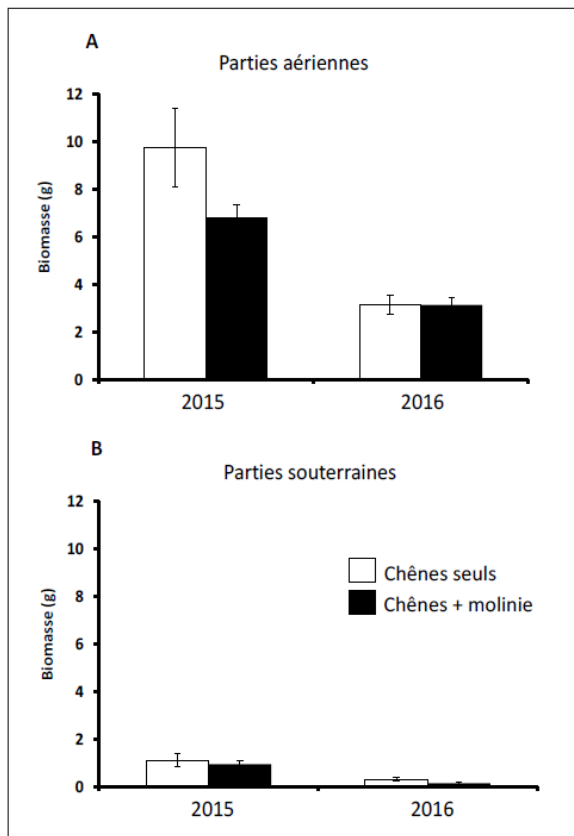 A
Parties aériennes
12
10
8
6
4
2
0
Biomasse (g)
2015 2016
B
Parties souterraines
12
10
8
6
4
2
0
Biomasse (g)
Chênes seuls
Chênes + molinie
2015 2016